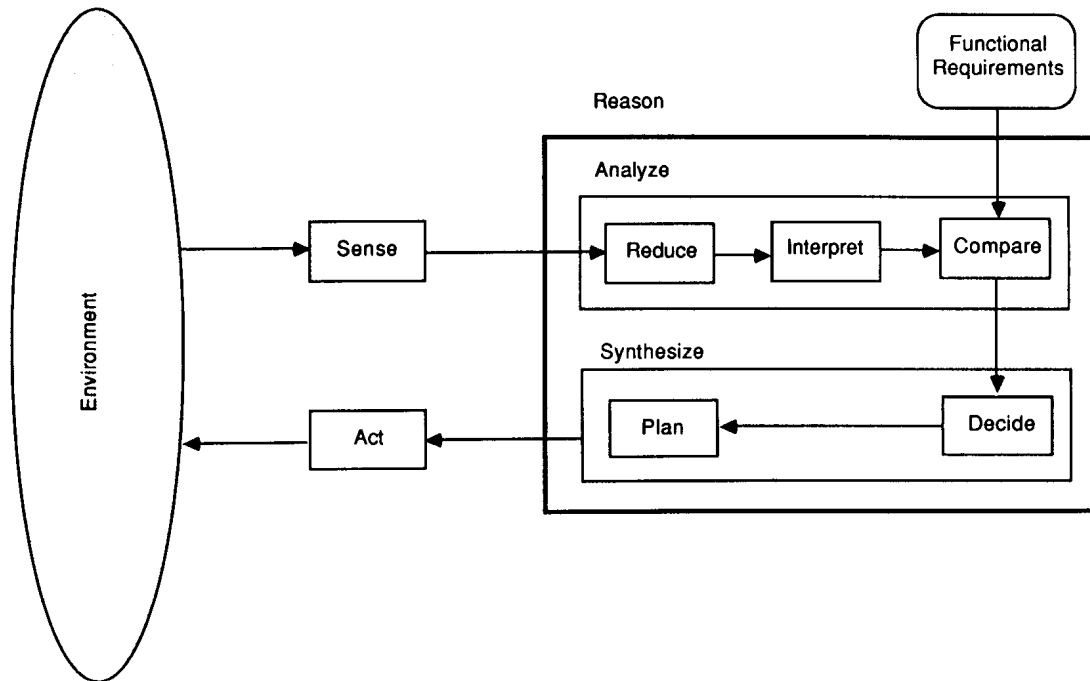 Functional
Requirements
Reason
Analyze
Sense
Reduce
Interpret
Compare
Environment
Synthesize
Act
Plan
Decide